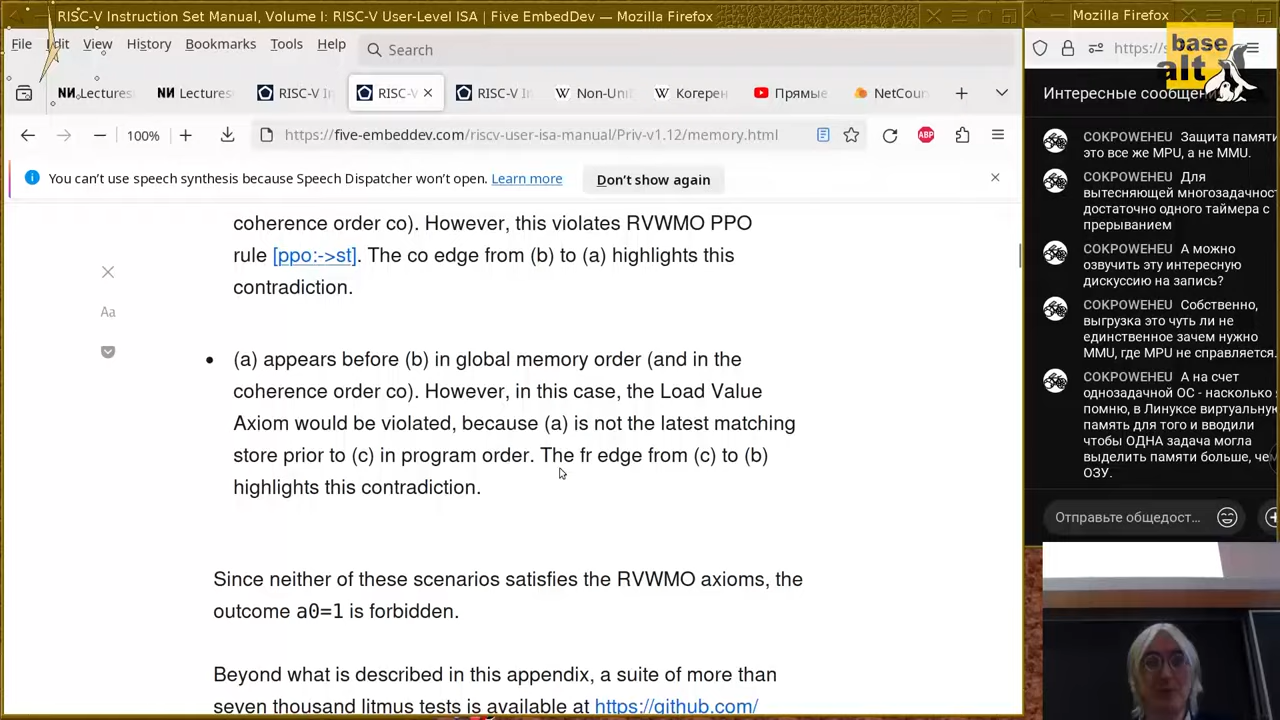 RISC-V Instruction Set Manual, Volume I: RISC-V User-Level ISA | Five EmbedDev — Mozilla Firefox
Mozilla Firefox
File Edit View History Bookmarks Tools Help
Search
Lectures
Lectures
RISC-V In
RISC-V
RISC-V In
Non-Uni
Когерен
Прямые
NetCour
100%
https://five-embeddev.com/riscv-user-isa-manual/Priv-v1.12/memory.html
ABP
You can't use speech synthesis because Speech Dispatcher won't open. Learn more
Don't show again
coherence order co). However, this violates RVWMO PPO
rule [ppo:->st]. The co edge from (b) to (a) highlights this
contradiction.
Aa
• (a) appears before (b) in global memory order (and in the
coherence order co). However, in this case, the Load Value
Axiom would be violated, because (a) is not the latest matching
store prior to (c) in program order. The fr edge from (c) to (b)
highlights this contradiction.
Since neither of these scenarios satisfies the RVWMO axioms, the
outcome a0=1 is forbidden.
Beyond what is described in this appendix, a suite of more than
seven thousand litmus tests is available at https://github.com/
https://s
base
alt
Интересные сообщен
COKPOWEHEU Защита памяти
это все же MPU, а не MMU.
COKPOWEHEU Для
вытесняющей многозадачнос
достаточно одного таймера с
прерыванием
COKPOWEHEU А можно
озвучить эту интересную
дискуссию на запись?
COKPOWEHEU Собственно,
выгрузка это чуть ли не
единственное зачем нужно
MMU, где MPU не справляется.
COKPOWEHEU А на счет
однозадачной ОС - насколько я
помню, в Линуксе виртуальную
память для того и вводили
чтобы ОДНА задача могла
выделить памяти больше, че
ОЗУ.
Отправьте общедост...